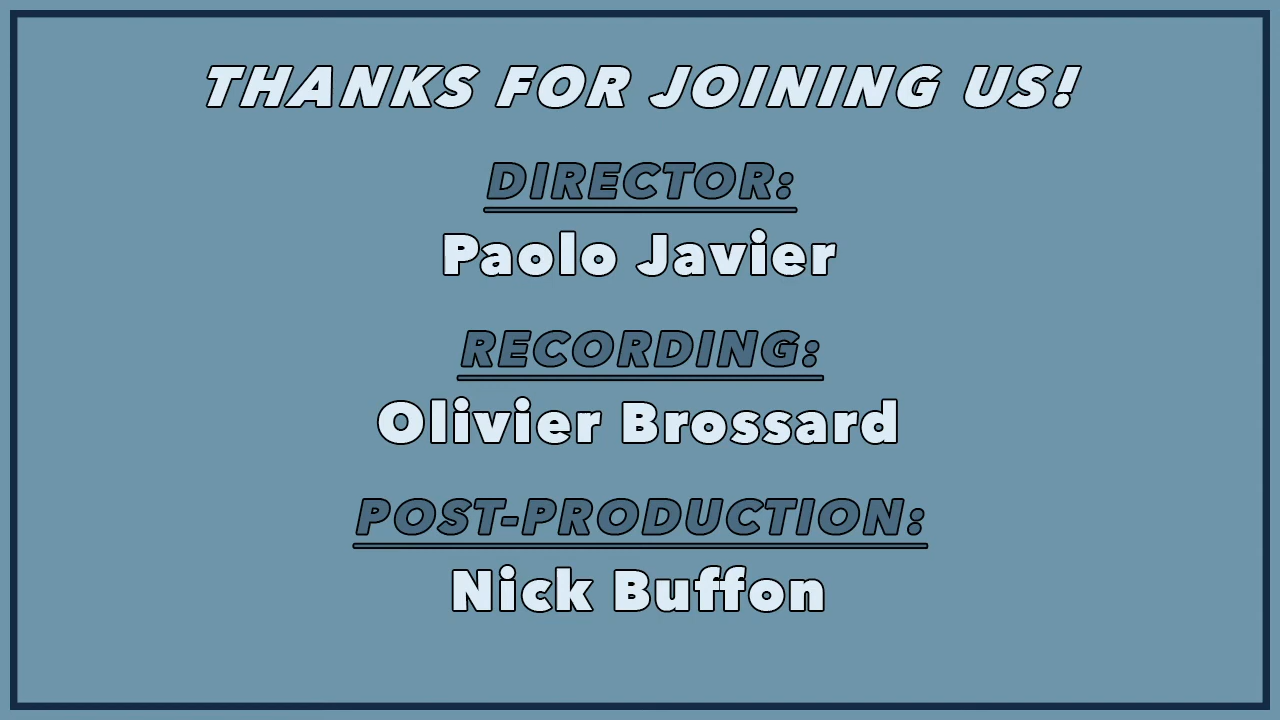 THANKS FOR JOINING US!
DIRECTOR:
Paolo Javier
RECORDING:
Olivier Brossard
POST-PRODUCTION:
Nick Buffon